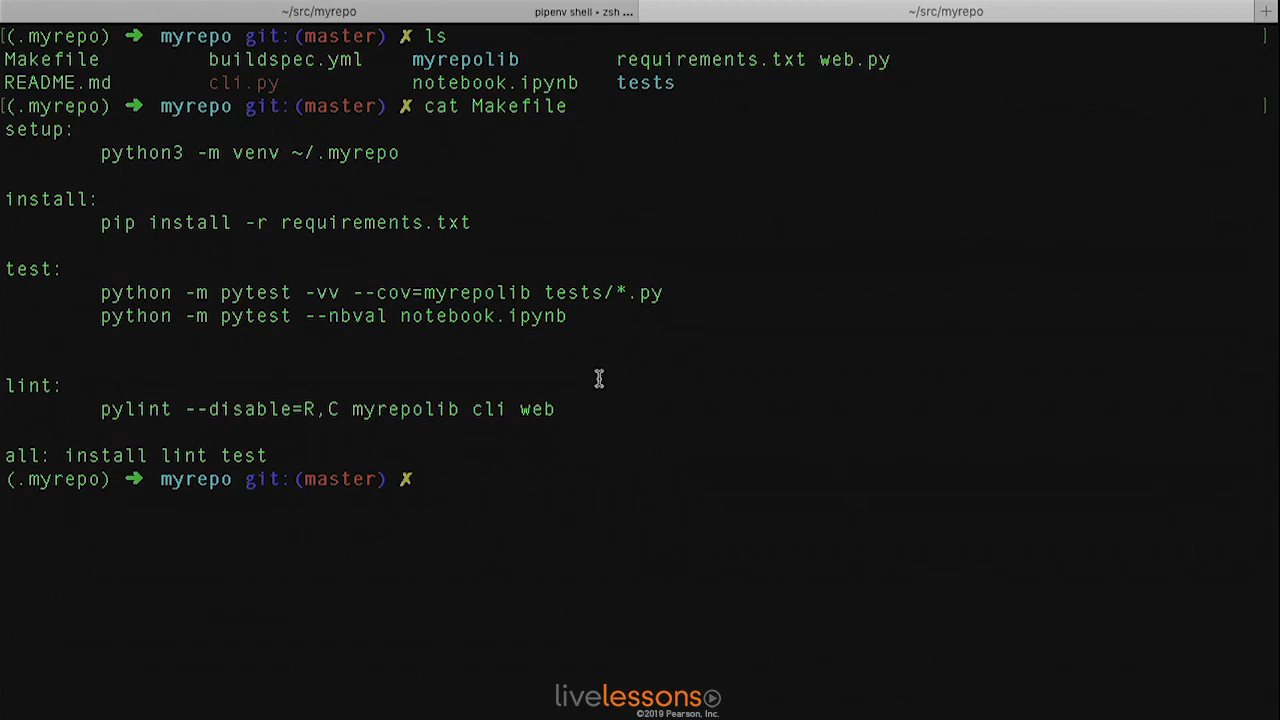 ~/src/myrepo pipenv shell • zsh ... ~/src/myrepo +
[(.myrepo) ➜ myrepo git:(master) ✗ ls ]
Makefile buildspec.yml myrepolib requirements.txt web.py
README.md cli.py notebook.ipynb tests
[(.myrepo) ➜ myrepo git:(master) ✗ cat Makefile ]
setup:
python3 -m venv ~/.myrepo
install:
pip install -r requirements.txt
test:
python -m pytest -vv --cov=myrepolib tests/*.py
python -m pytest --nbval notebook.ipynb
lint:
pylint --disable=R,C myrepolib cli web
all: install lint test
(.myrepo) ➜ myrepo git:(master) ✗
livelessons
©2019 Pearson, Inc.